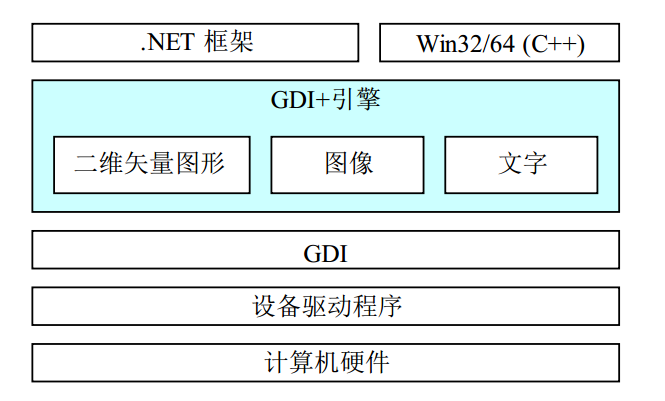 .NET 框架
Win32/64 (C++)
GDI+引擎
二维矢量图形
图像
文字
GDI
设备驱动程序
计算机硬件